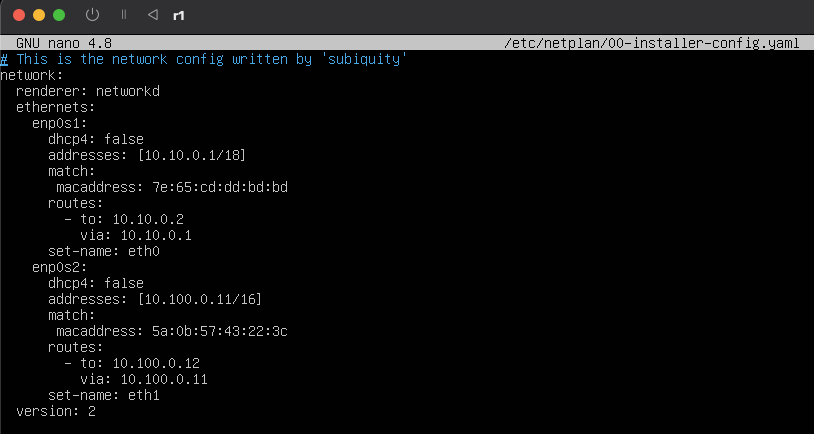 r1
GNU nano 4.8 /etc/netplan/00-installer-config.yaml
# This is the network config written by 'subiquity'
network:
  renderer: networkd
  ethernets:
    enp0s1:
      dhcp4: false
      addresses: [10.10.0.1/18]
      match:
       macaddress: 7e:65:cd:dd:bd:bd
      routes:
        - to: 10.10.0.2
          via: 10.10.0.1
      set-name: eth0
    enp0s2:
      dhcp4: false
      addresses: [10.100.0.11/16]
      match:
       macaddress: 5a:0b:57:43:22:3c
      routes:
        - to: 10.100.0.12
          via: 10.100.0.11
      set-name: eth1
  version: 2